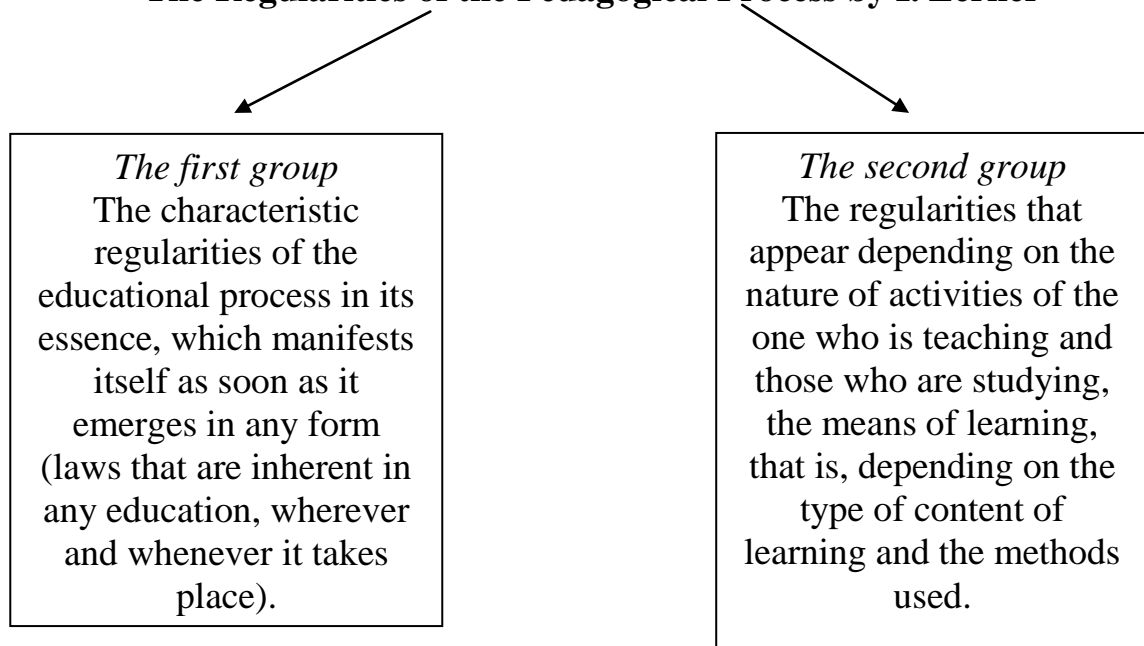 The Regularities of the Pedagogical Process by I. Lerner
The first group
The characteristic
regularities of the
educational process in its
essence, which manifests
itself as soon as it
emerges in any form
(laws that are inherent in
any education, wherever
and whenever it takes
place).
The second group
The regularities that
appear depending on the
nature of activities of the
one who is teaching and
those who are studying,
the means of learning,
that is, depending on the
type of content of
learning and the methods
used.